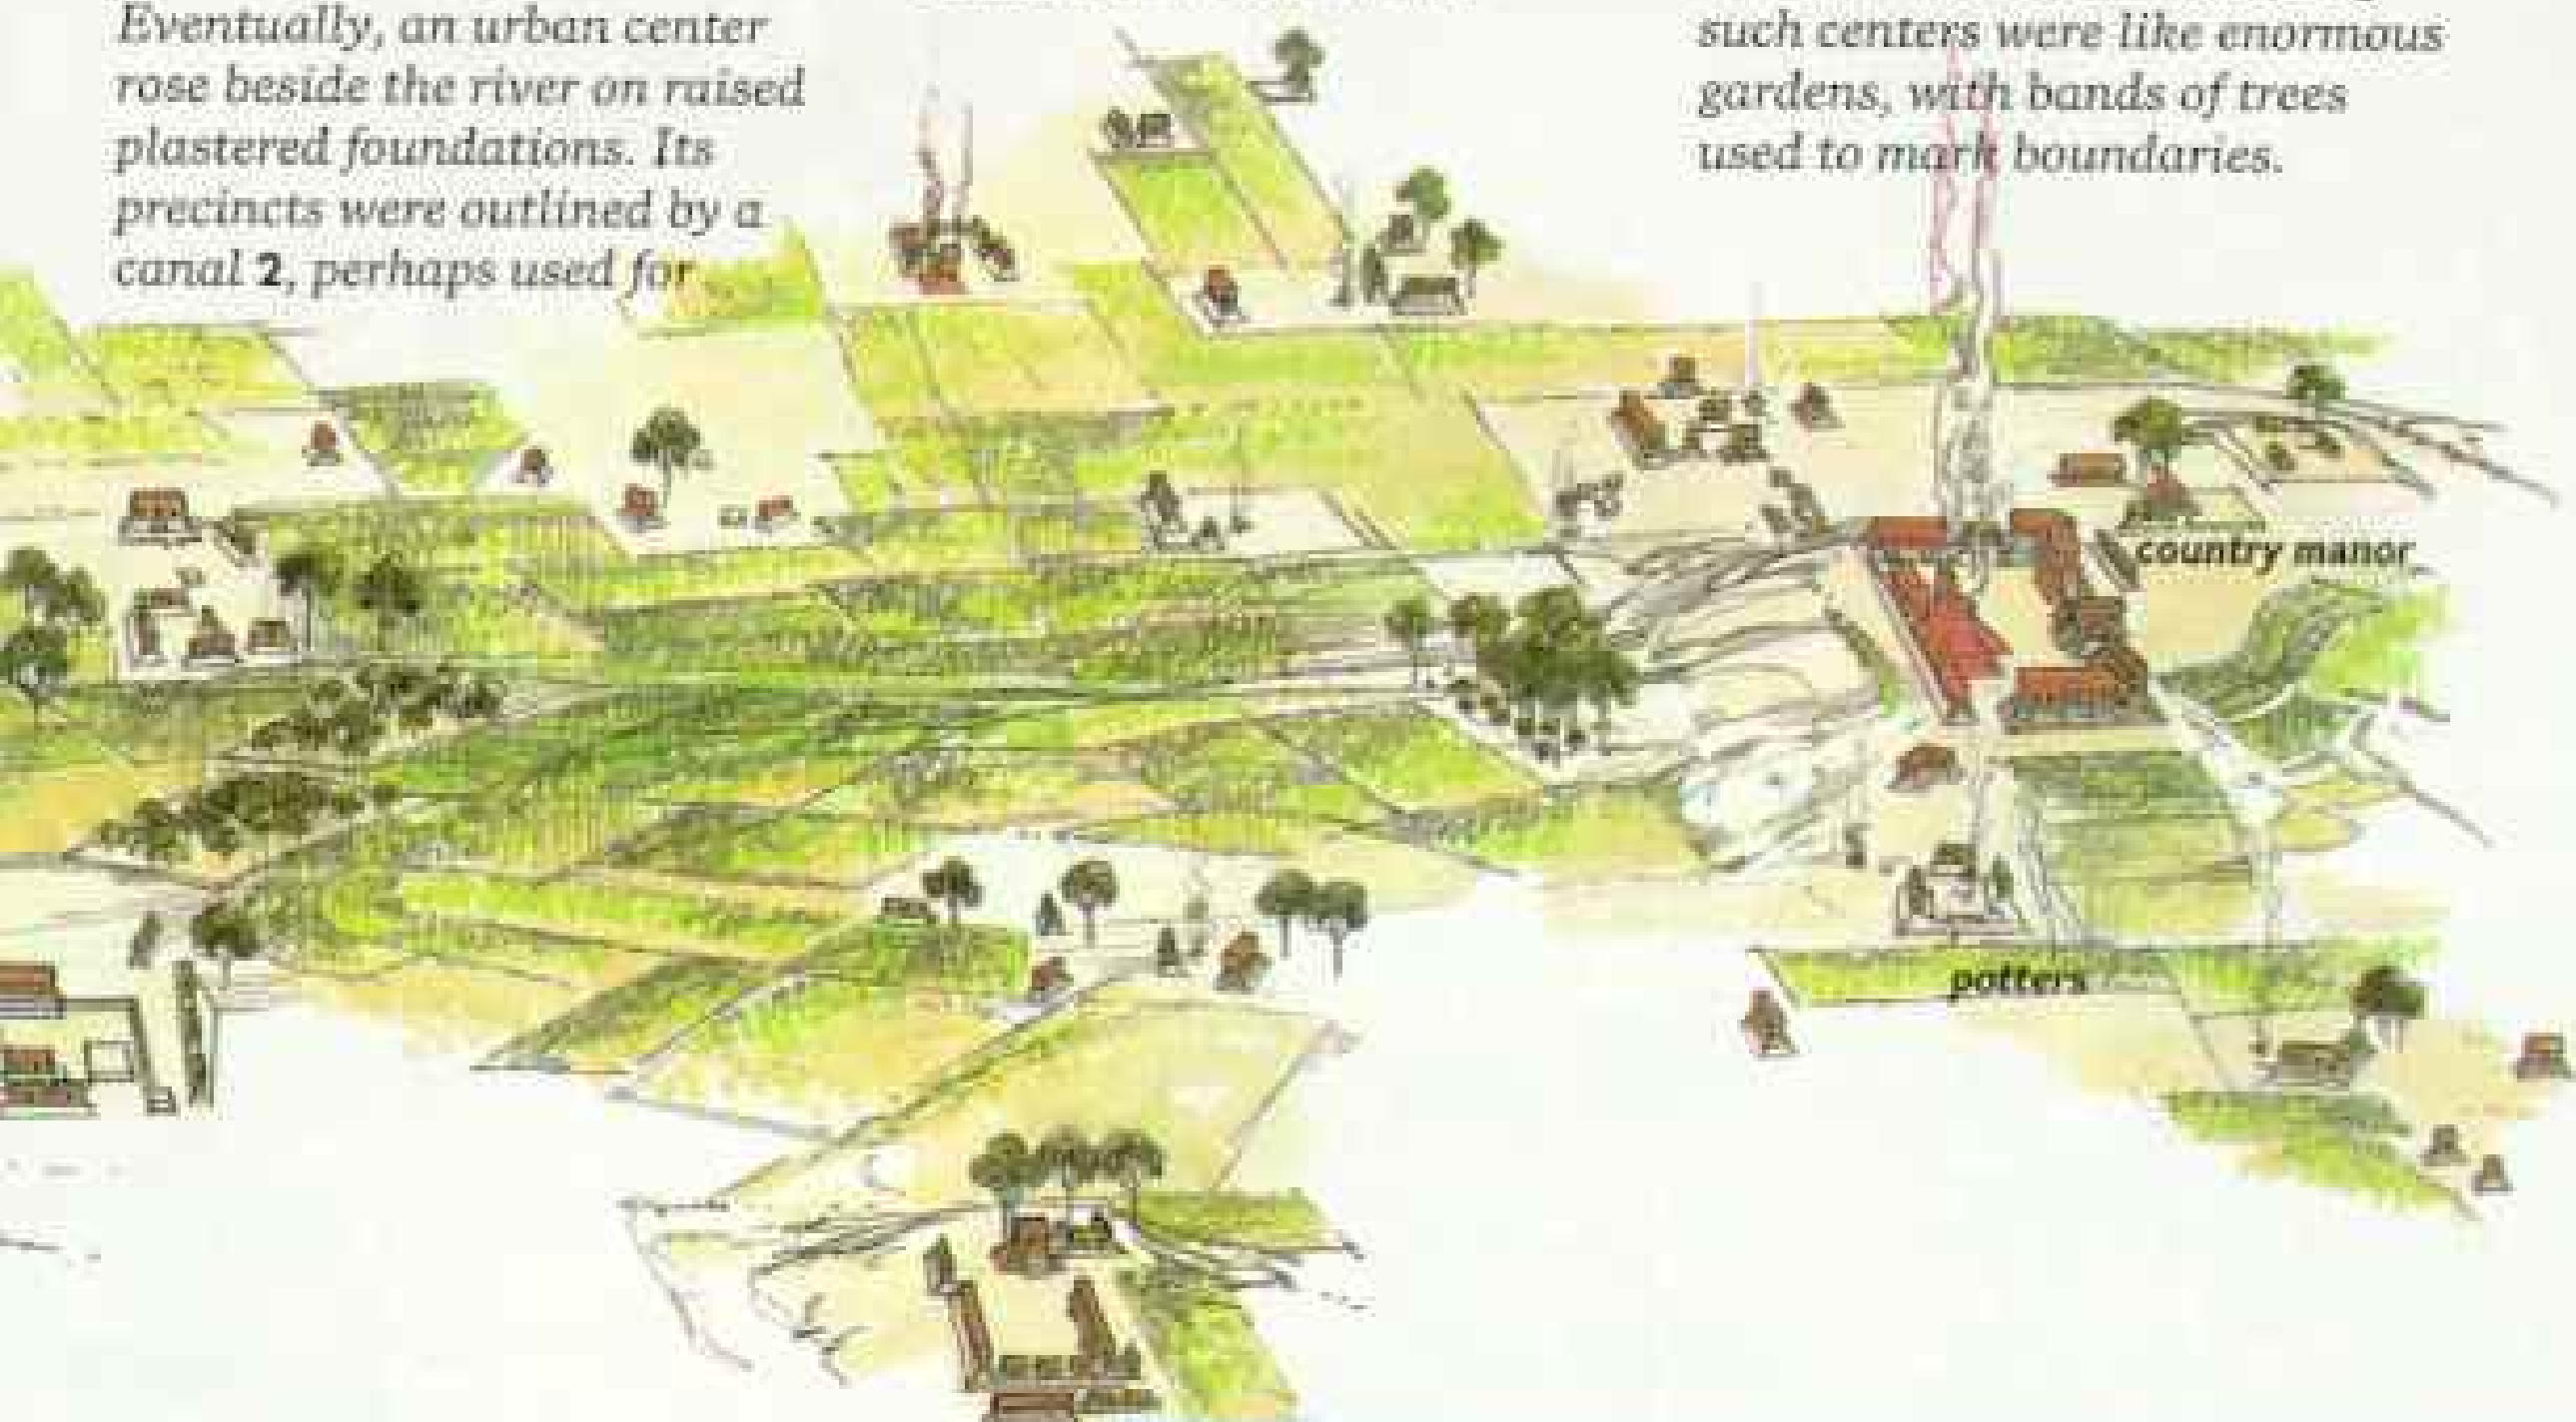 Eventually, an urban center
rose beside the river on raised
plastered foundations. Its
precincts were outlined by a
canal 2, perhaps used for
such centers were like enormous
gardens, with bands of trees
used to mark boundaries.
country manor
potters